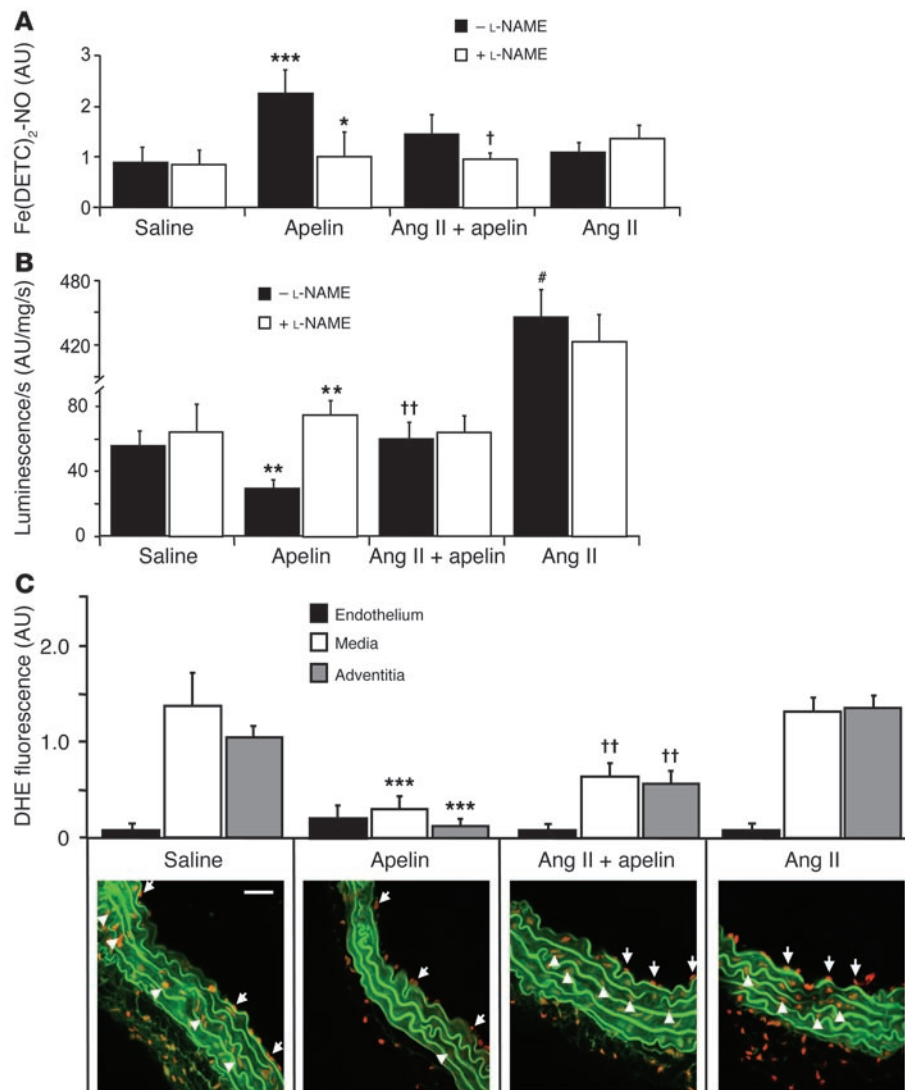 A
Fe(DETC)₂-NO (AU)
– L-NAME
+ L-NAME
3
2
1
0
***
*
†
Saline
Apelin
Ang II + apelin
Ang II
B
Luminescence/s (AU/mg/s)
– L-NAME
+ L-NAME
480
420
80
40
0
**
**
††
#
Saline
Apelin
Ang II + apelin
Ang II
C
DHE fluorescence (AU)
Endothelium
Media
Adventitia
2.0
1.0
0
***
***
††
††
Saline
Apelin
Ang II + apelin
Ang II